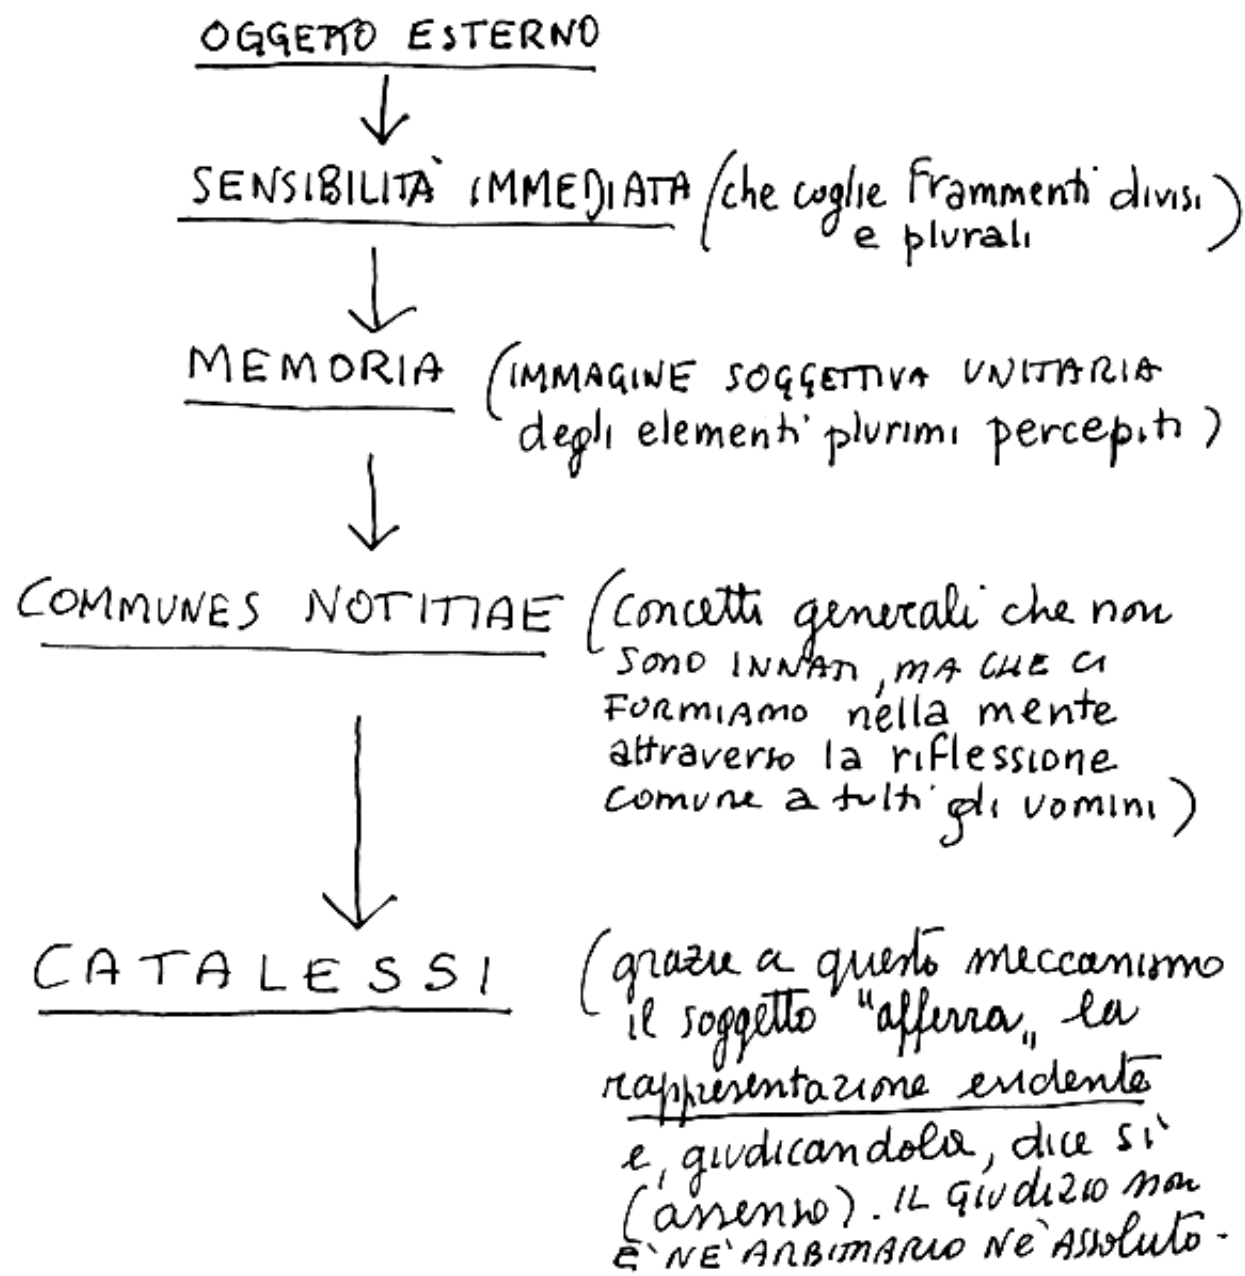 OGGETTO ESTERNO
SENSIBILITÀ IMMEDIATA (che coglie frammenti divisi
e plurali)
MEMORIA (IMMAGINE SOGGETTIVA UNITARIA
degli elementi plurimi percepiti)
COMMUNES NOTITIAE (concetti generali che non
SONO INNATI, MA CHE CI
FORMIAMO nella mente
attraverso la riflessione
comune a tutti gli uomini)
CATALESSI (grazie a questo meccanismo
il soggetto "afferra" la
rappresentazione evidente
e, giudicandola, dice sì
(assenso). IL GIUDIZIO non
È NÈ ARBITRARIO NÈ ASSoluto.